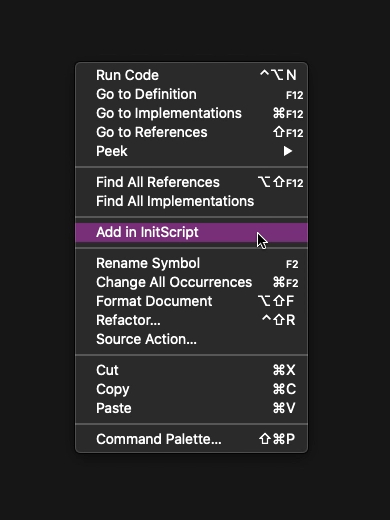 Run Code ⌃⌥N
Go to Definition F12
Go to Implementations ⌘F12
Go to References ⇧F12
Peek ▶
Find All References ⌥⇧F12
Find All Implementations
Add in InitScript
Rename Symbol F2
Change All Occurrences ⌘F2
Format Document ⌥⇧F
Refactor... ⌃⇧R
Source Action...
Cut ⌘X
Copy ⌘C
Paste ⌘V
Command Palette... ⇧⌘P